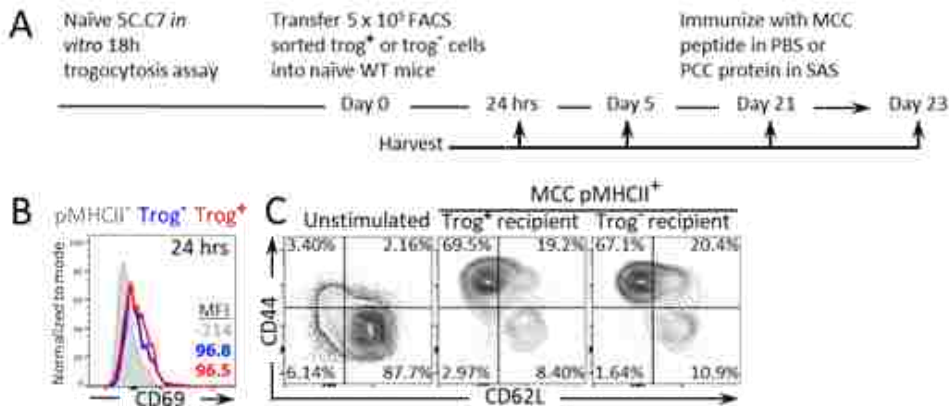 A
Naïve 5C.C7 in
vitro 18h
trogocytosis assay
Transfer 5 x 10⁵ FACS
sorted trog⁺ or trog⁻ cells
into naïve WT mice
Immunize with MCC
peptide in PBS or
PCC protein in SAS
Day 0
24 hrs
Day 5
Day 21
Day 23
Harvest
B
pMHCII⁻ Trog⁻ Trog⁺
24 hrs
Normalized to mode
MFI
-214
96.8
96.5
CD69
C
MCC pMHCII⁺
Unstimulated
Trog⁺ recipient
Trog⁻ recipient
3.40% 2.16%
69.5% 19.2%
67.1% 20.4%
CD44
6.14% 87.7%
2.97% 8.40%
1.64% 10.9%
CD62L